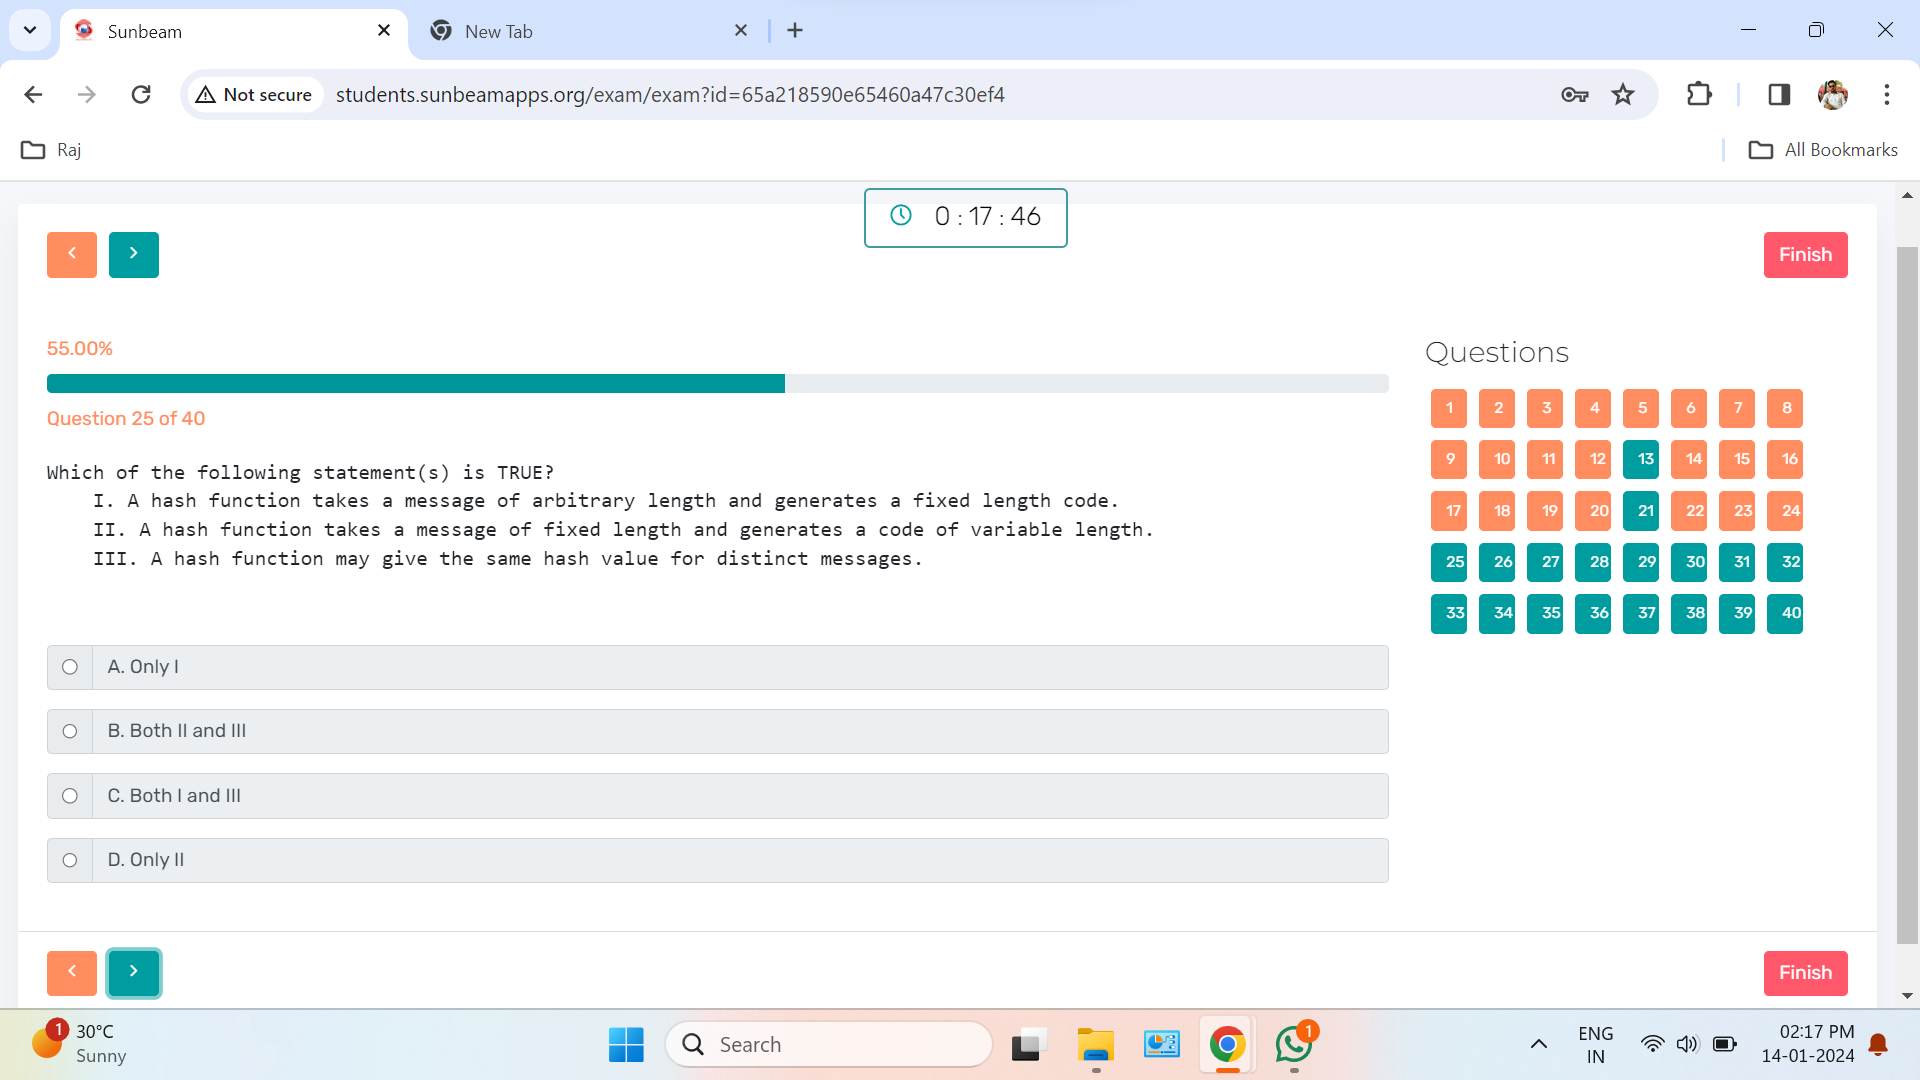 Sunbeam
New Tab
Not secure
students.sunbeamapps.org/exam/exam?id=65a218590e65460a47c30ef4
Raj
All Bookmarks
0 : 17 : 46
Finish
55.00%
Question 25 of 40
Which of the following statement(s) is TRUE?
I. A hash function takes a message of arbitrary length and generates a fixed length code.
II. A hash function takes a message of fixed length and generates a code of variable length.
III. A hash function may give the same hash value for distinct messages.
A. Only I
B. Both II and III
C. Both I and III
D. Only II
Questions
1 2 3 4 5 6 7 8
9 10 11 12 13 14 15 16
17 18 19 20 21 22 23 24
25 26 27 28 29 30 31 32
33 34 35 36 37 38 39 40
Finish
1
30°C
Sunny
Search
1
ENG
IN
02:17 PM
14-01-2024